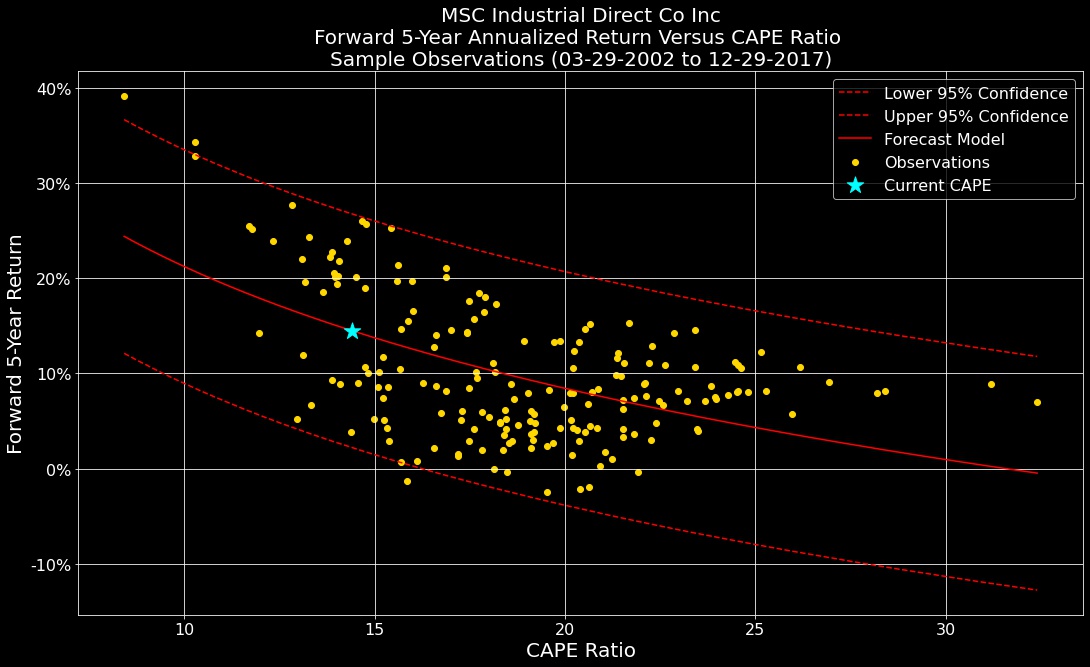 MSC Industrial Direct Co Inc
Forward 5-Year Annualized Return Versus CAPE Ratio
Sample Observations (03-29-2002 to 12-29-2017)
Lower 95% Confidence
Upper 95% Confidence
Forecast Model
Observations
Current CAPE
Forward 5-Year Return
40%
30%
20%
10%
0%
-10%
10 15 20 25 30
CAPE Ratio